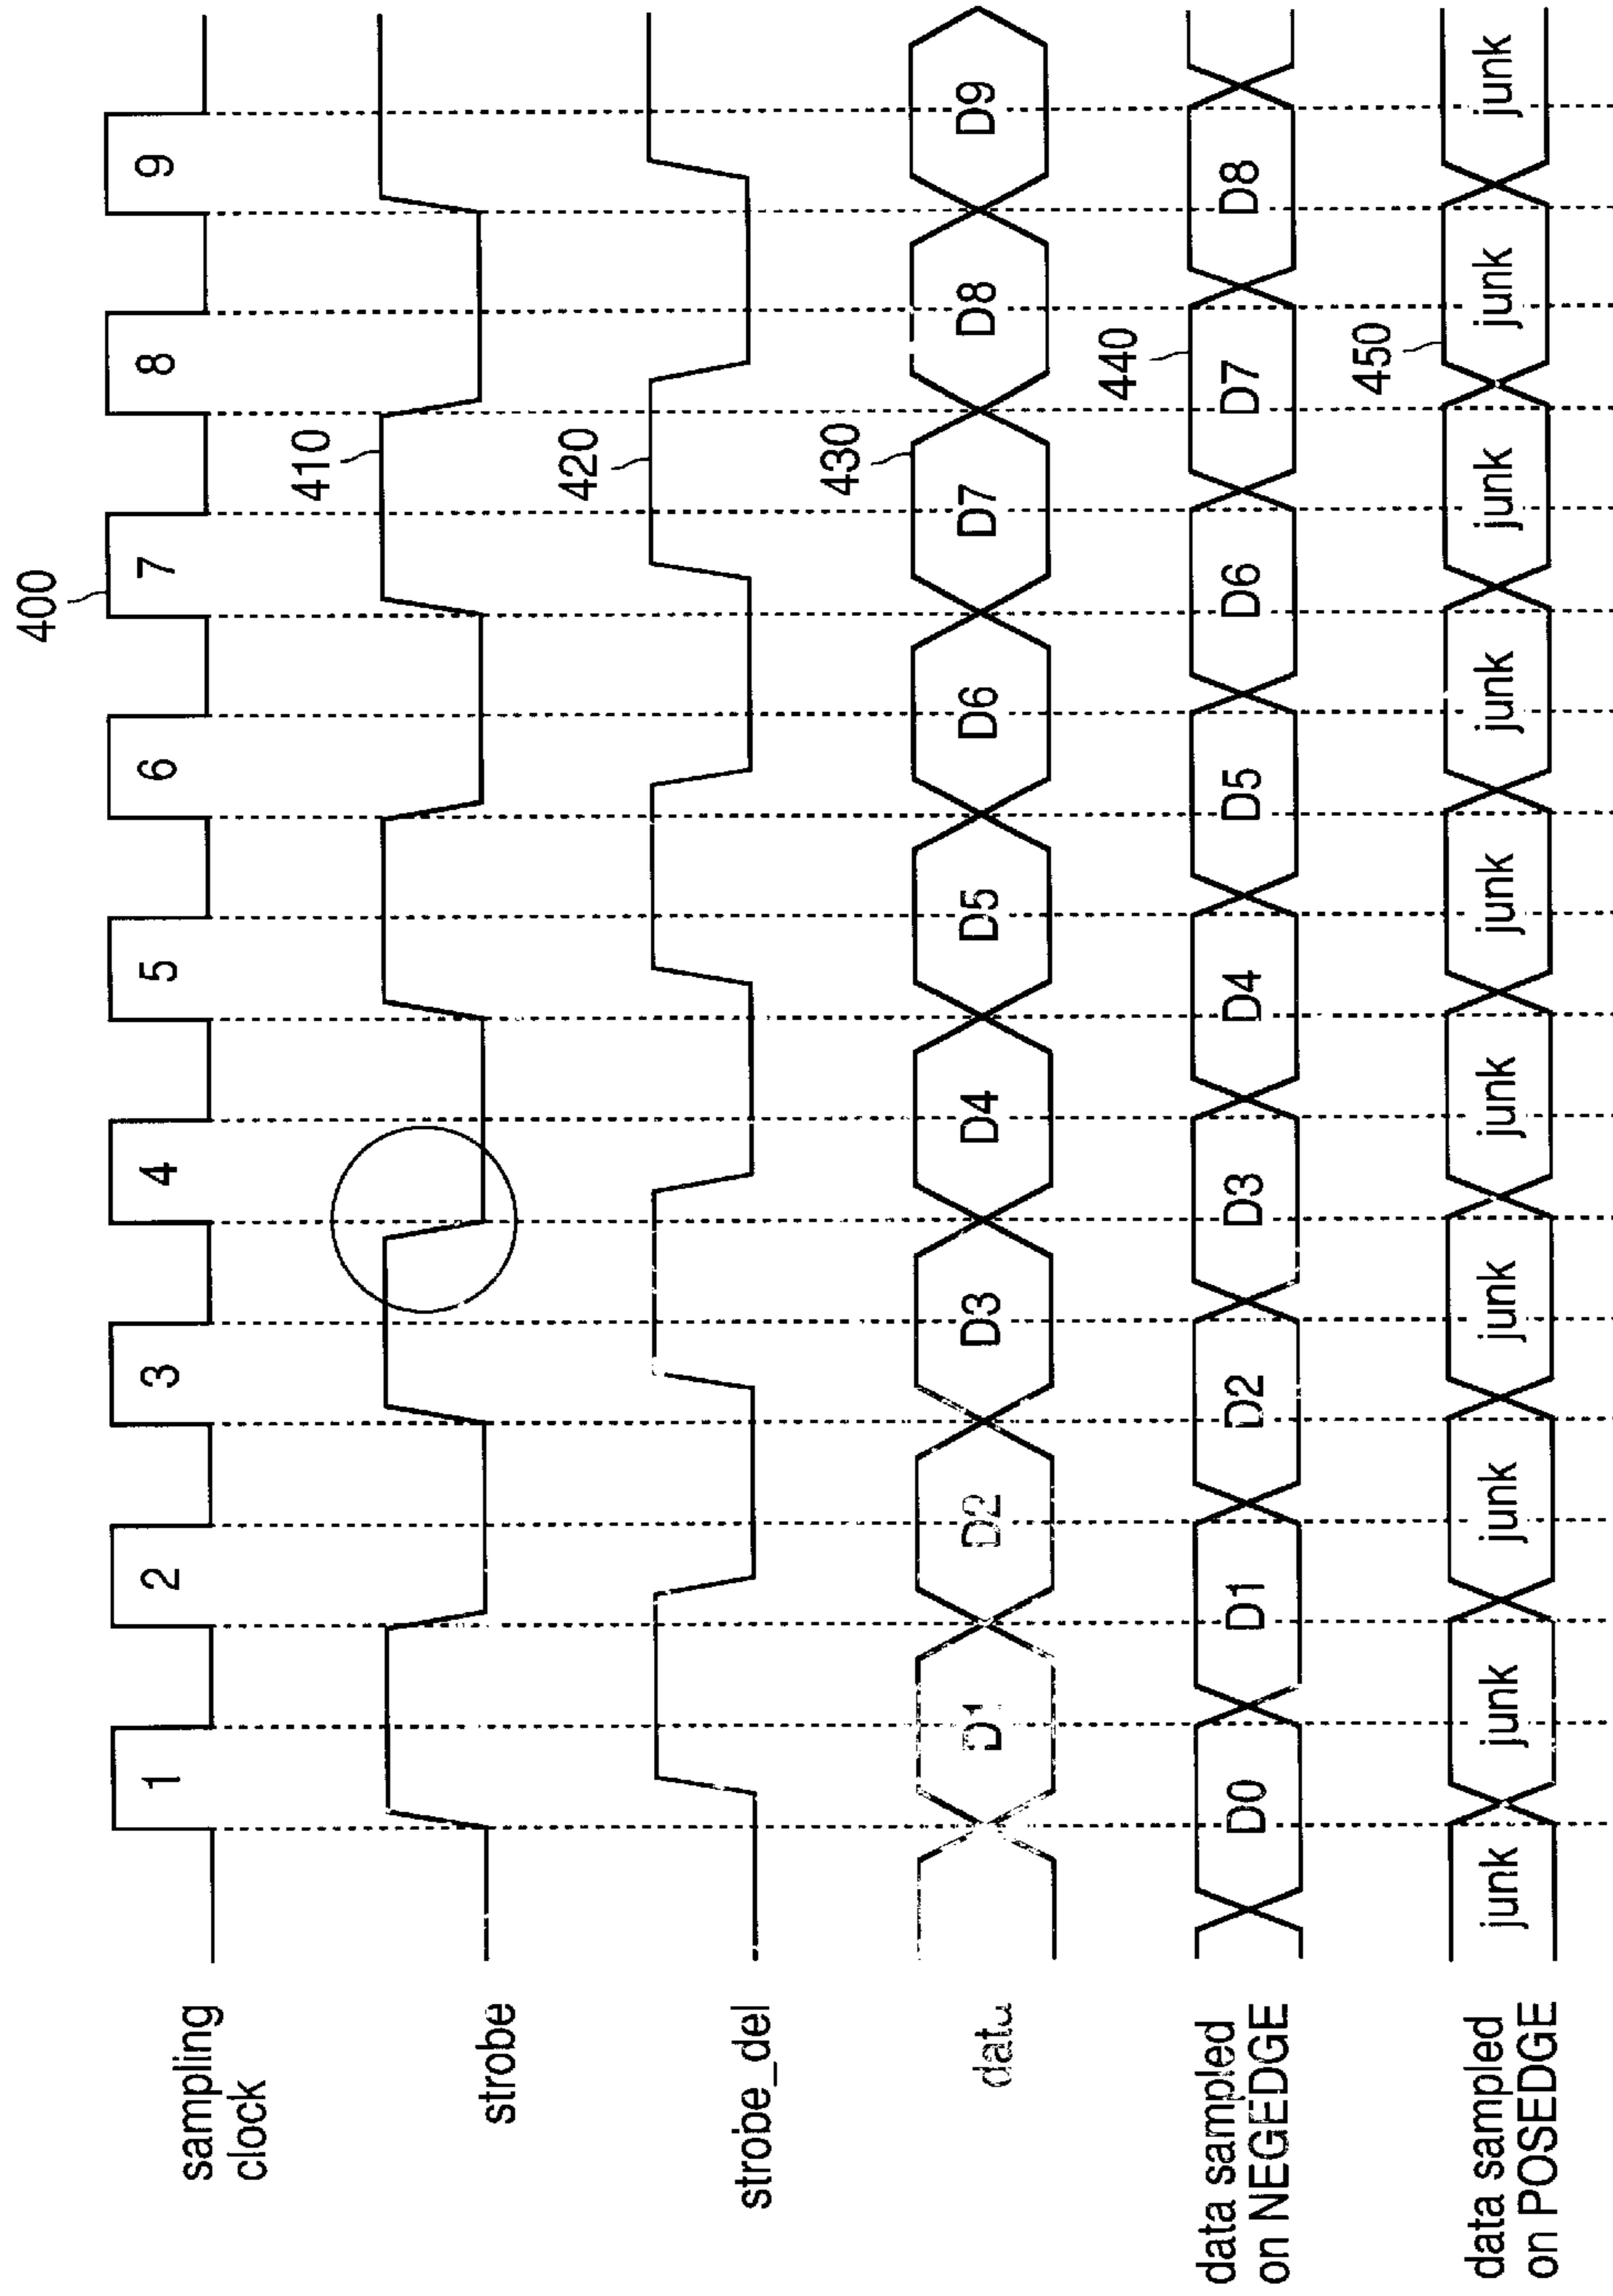 400
sampling
clock
1 2 3 4 5 6 7 8 9
410
strobe
420
strobe_del
430
data
D1 D2 D3 D4 D5 D6 D7 D8 D9
440
data sampled
on NEGEDGE
D0 D1 D2 D3 D4 D5 D6 D7 D8
450
data sampled
on POSEDGE
junk junk junk junk junk junk junk junk junk junk